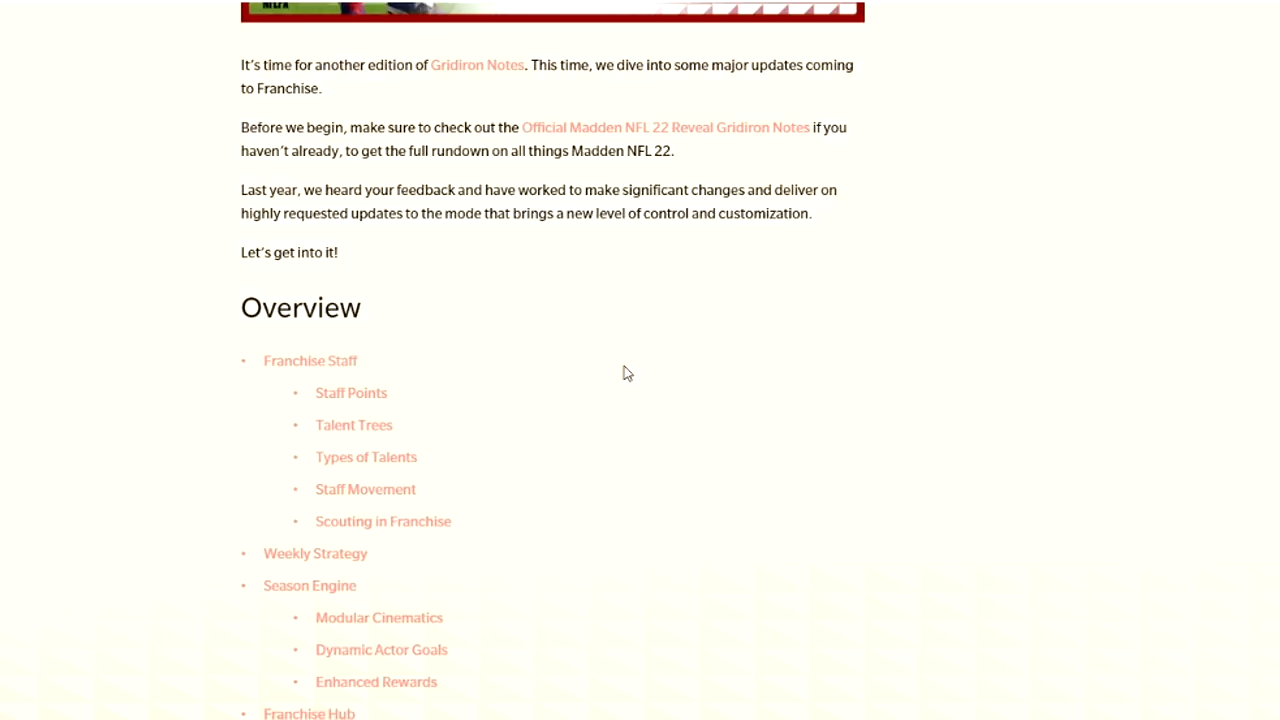 It's time for another edition of Gridiron Notes. This time, we dive into some major updates coming
to Franchise.
Before we begin, make sure to check out the Official Madden NFL 22 Reveal Gridiron Notes if you
haven't already, to get the full rundown on all things Madden NFL 22.
Last year, we heard your feedback and have worked to make significant changes and deliver on
highly requested updates to the mode that brings a new level of control and customization.
Let's get into it!
Overview
• Franchise Staff
• Staff Points
• Talent Trees
• Types of Talents
• Staff Movement
• Scouting in Franchise
• Weekly Strategy
• Season Engine
• Modular Cinematics
• Dynamic Actor Goals
• Enhanced Rewards
Franchise Hub